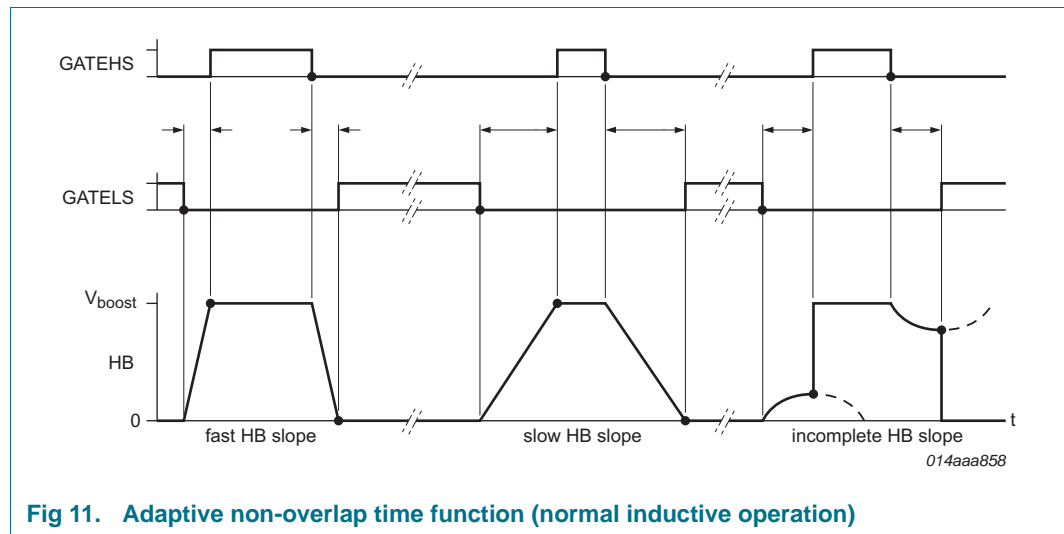 GATEHS
GATELS
Vboost
HB
0
t
fast HB slope
slow HB slope
incomplete HB slope
014aaa858
Fig 11. Adaptive non-overlap time function (normal inductive operation)